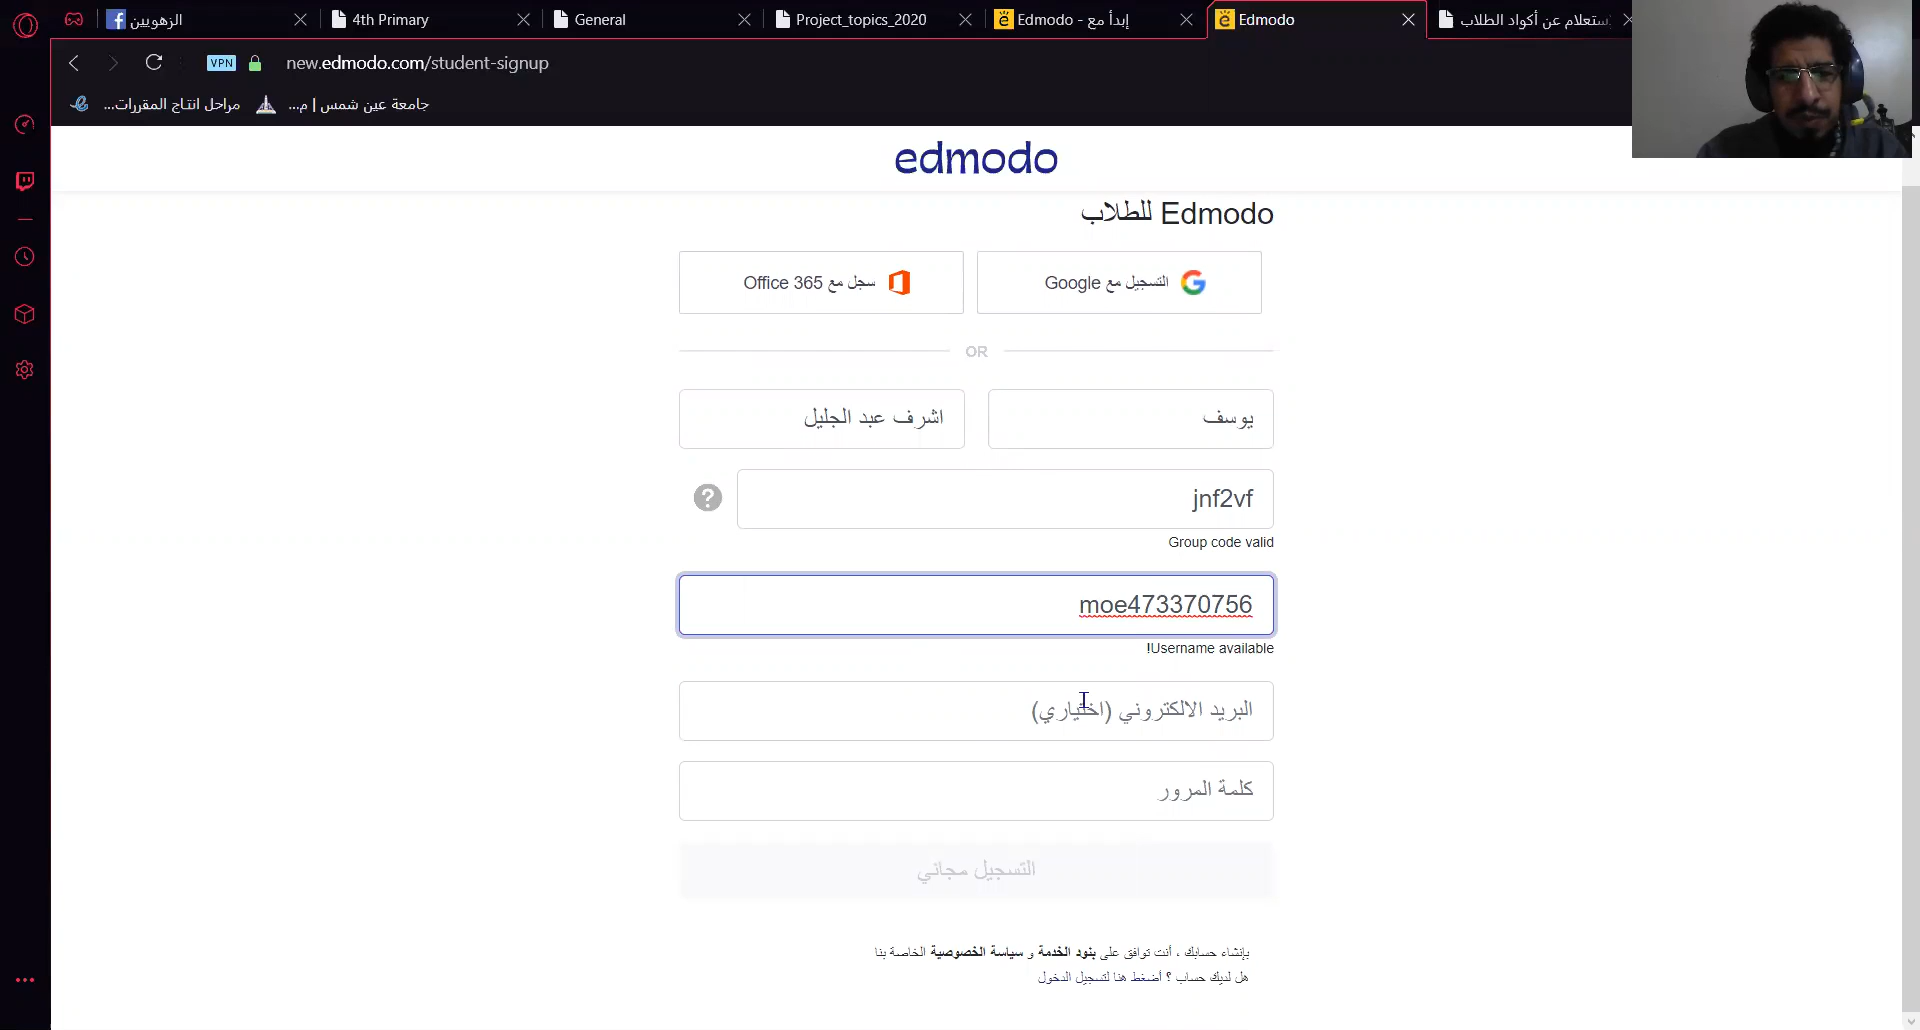 الزهويين
4th Primary
General
Project_topics_2020
Edmodo - إبدأ مع
Edmodo
إستعلام عن أكواد الطلاب
VPN
new.edmodo.com/student-signup
مراحل انتاج المقررات...
جامعة عين شمس | م...
edmodo
Edmodo للطلاب
التسجيل مع Google
سجل مع Office 365
OR
يوسف
اشرف عبد الجليل
jnf2vf
?
Group code valid
moe473370756
!Username available
البريد الالكتروني (اختياري)
كلمة المرور
التسجيل مجاني
بإنشاء حسابك ، أنت توافق على بنود الخدمة و سياسة الخصوصية الخاصة بنا
هل لديك حساب ؟ أضغط هنا لتسجيل الدخول